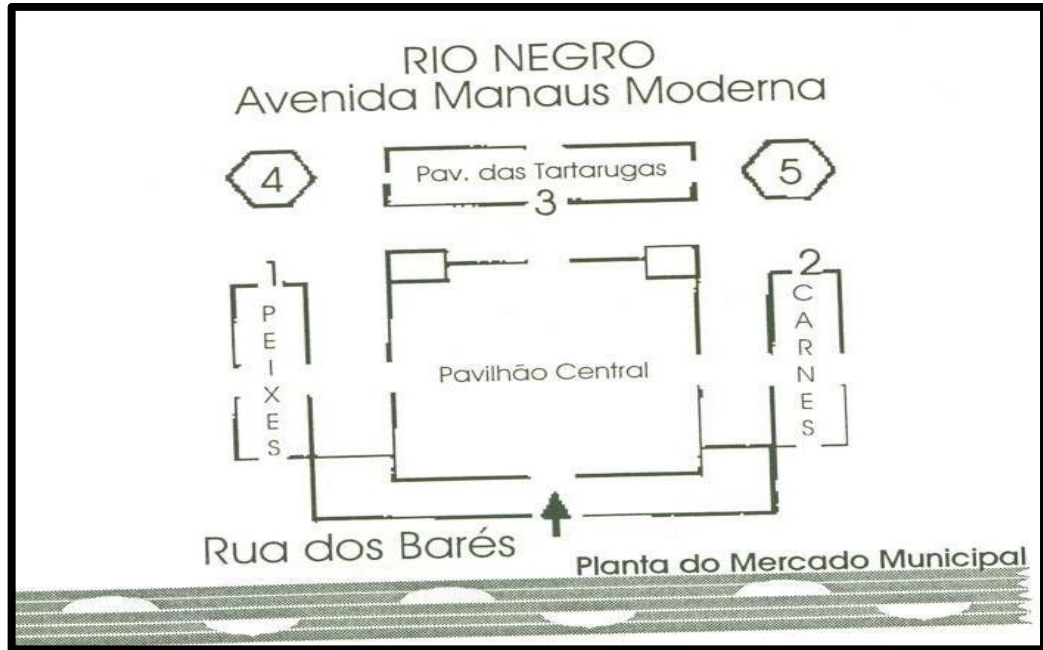 RIO NEGRO
Avenida Manaus Moderna
4
Pav. das Tartarugas
5
3
1
2
PEIXES
CARNES
Pavilhão Central
Rua dos Barés
Planta do Mercado Municipal